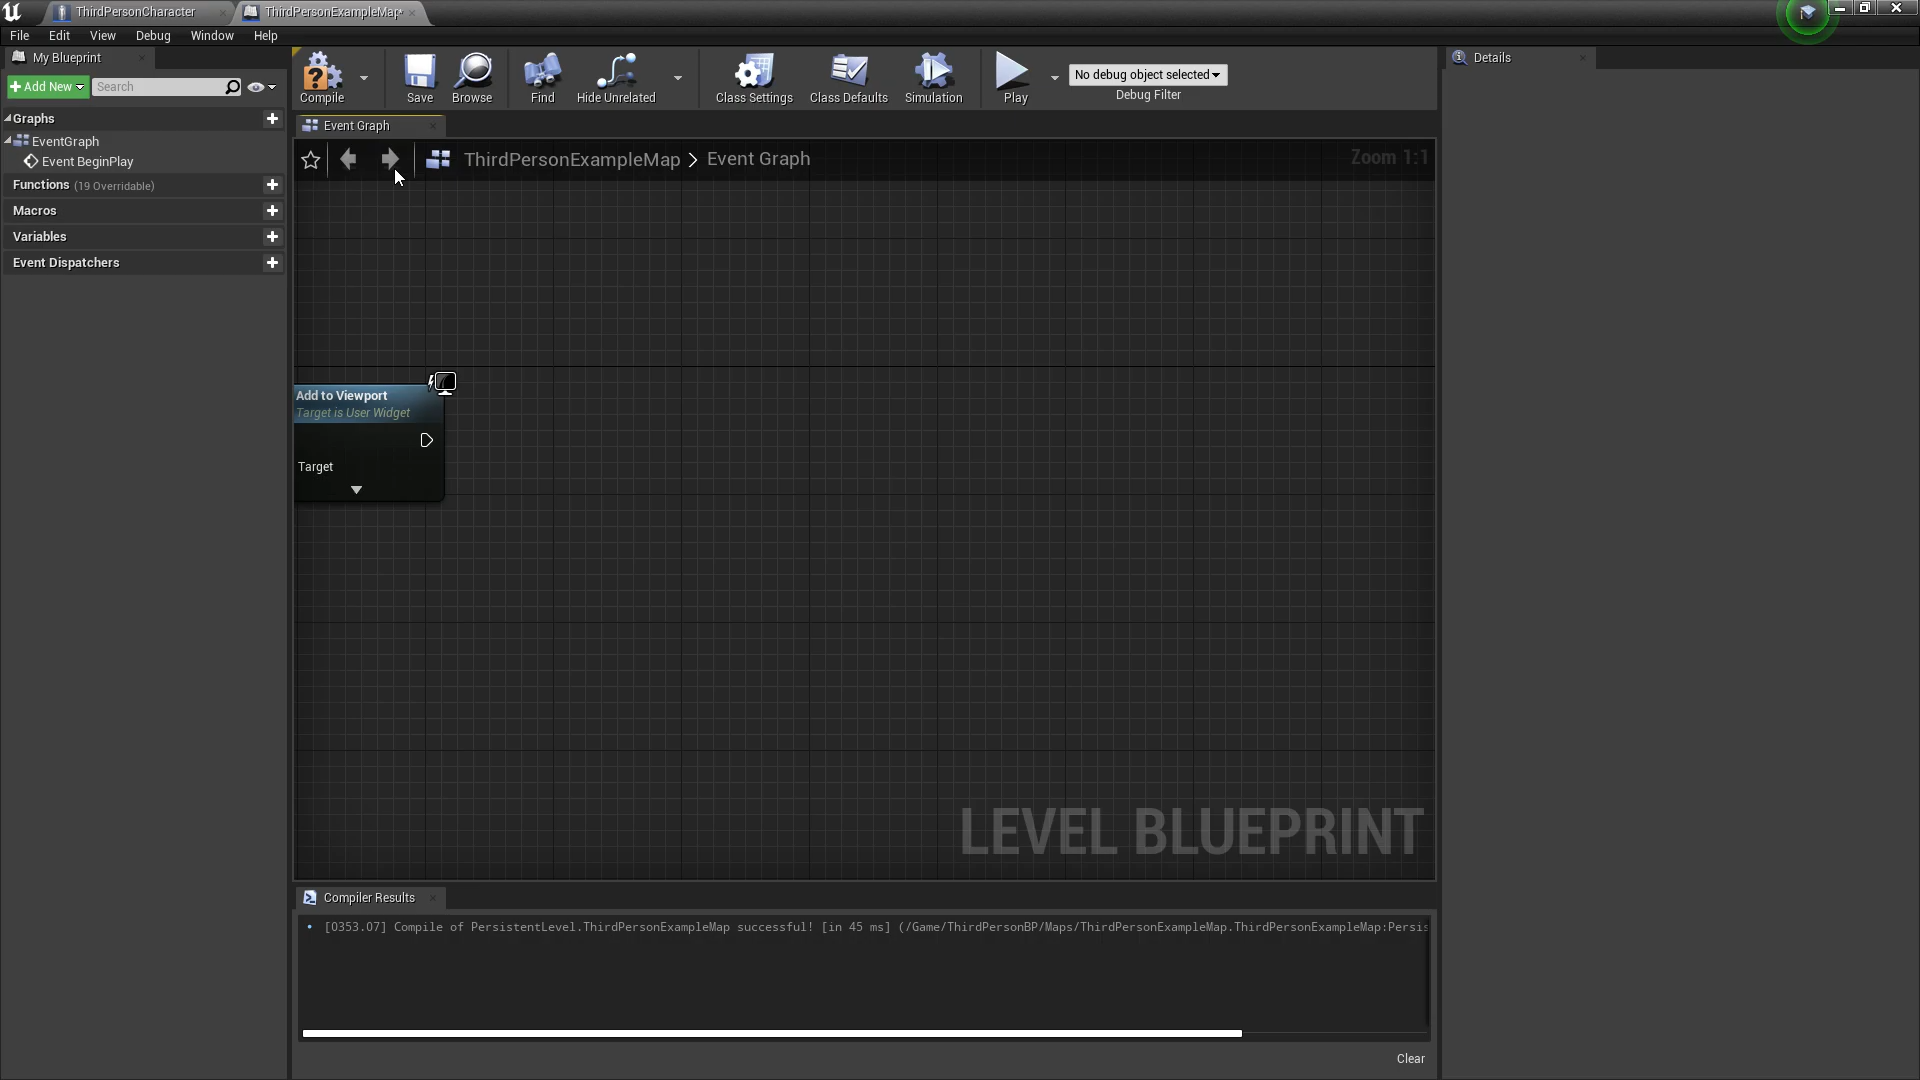 ThirdPersonCharacter
ThirdPersonExampleMap•
File Edit View Debug Window Help
My Blueprint
Add New
Search
Graphs
EventGraph
Event BeginPlay
Functions (19 Overridable)
Macros
Variables
Event Dispatchers
Compile
Save
Browse
Find
Hide Unrelated
Class Settings
Class Defaults
Simulation
Play
No debug object selected
Debug Filter
Event Graph
ThirdPersonExampleMap > Event Graph
Zoom 1:1
Add to Viewport
Target is User Widget
Target
LEVEL BLUEPRINT
Compiler Results
• [0353.07] Compile of PersistentLevel.ThirdPersonExampleMap successful! [in 45 ms] (/Game/ThirdPersonBP/Maps/ThirdPersonExampleMap.ThirdPersonExampleMap:Persis
Clear
Details